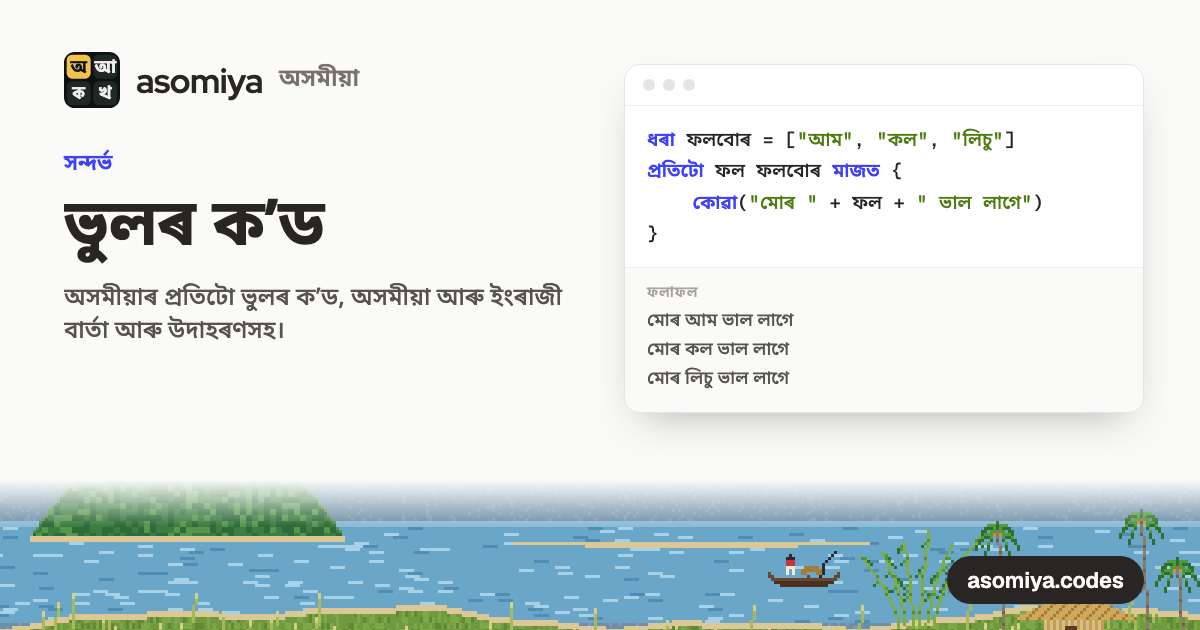 অ আ
ক খ
asomiya অসমীয়া
সন্দৰ্ভ
ভুলৰ ক’ড
অসমীয়াৰ প্ৰতিটো ভুলৰ ক’ড, অসমীয়া আৰু ইংৰাজী
বাৰ্তা আৰু উদাহৰণসহ।
ধৰা ফলবোৰ = ["আম", "কল", "লিচু"]
প্ৰতিটো ফল ফলবোৰ মাজত {
    কোৱা("মোৰ " + ফল + " ভাল লাগে")
}
ফলাফল
মোৰ আম ভাল লাগে
মোৰ কল ভাল লাগে
মোৰ লিচু ভাল লাগে
asomiya.codes